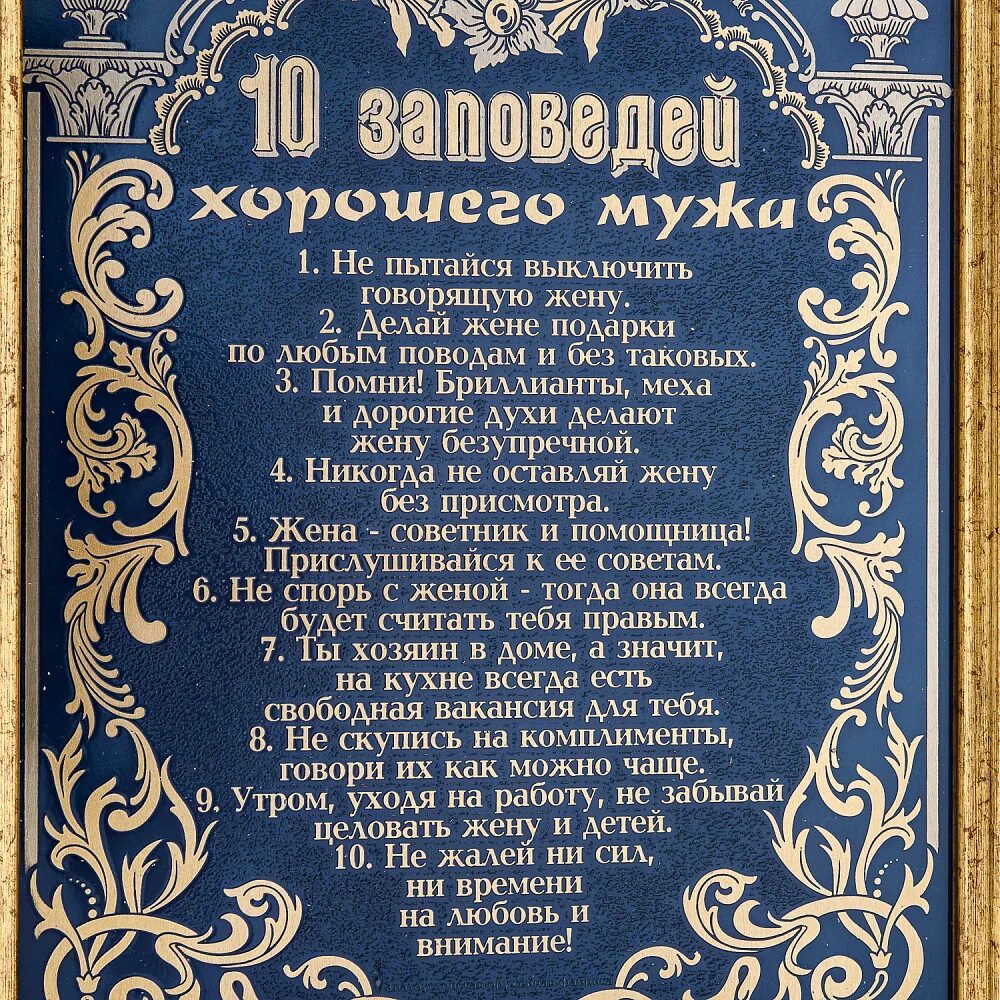 10 заповедей
хорошего мужа
1. Не пытайся выключить
говорящую жену.
2. Делай жене подарки
по любым поводам и без таковых.
3. Помни! Бриллианты, меха
и дорогие духи делают
жену безупречной.
4. Никогда не оставляй жену
без присмотра.
5. Жена - советник и помощница!
Прислушивайся к ее советам.
6. Не спорь с женой - тогда она всегда
будет считать тебя правым.
7. Ты хозяин в доме, а значит,
на кухне всегда есть
свободная вакансия для тебя.
8. Не скупись на комплименты,
говори их как можно чаще.
9. Утром, уходя на работу, не забывай
целовать жену и детей.
10. Не жалей ни сил,
ни времени
на любовь и
внимание!